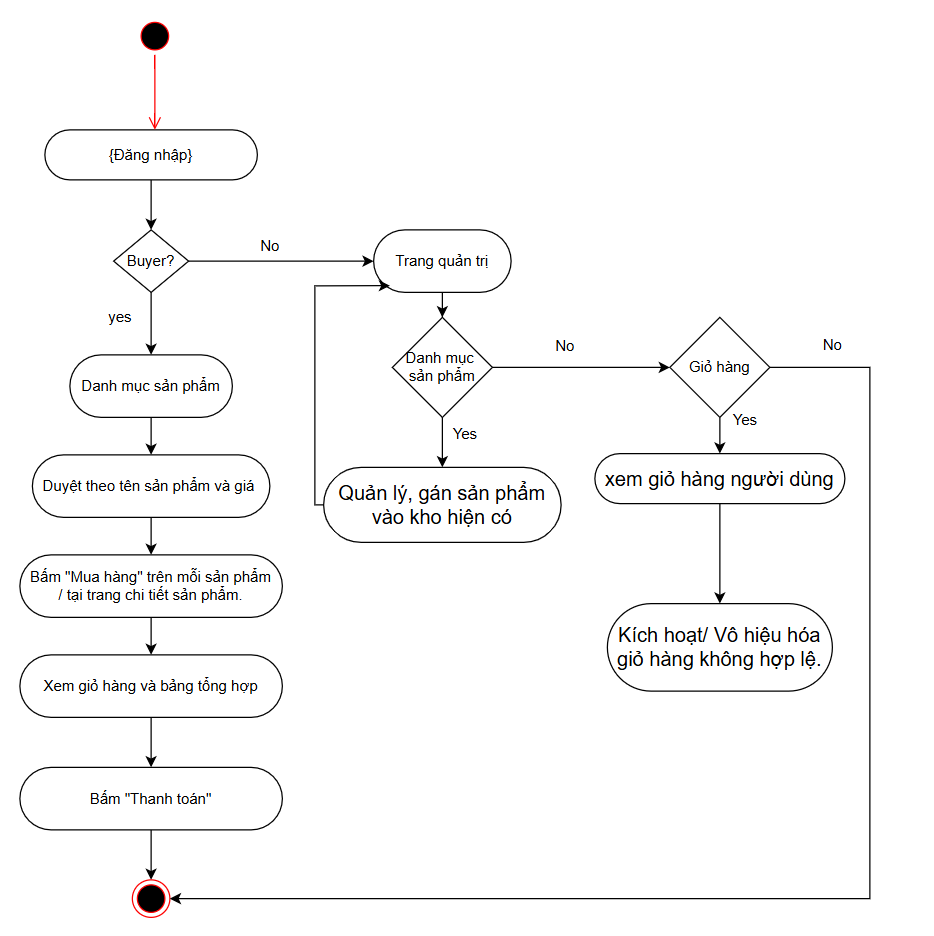 {Đăng nhập}
Buyer?
No
Trang quản trị
yes
Danh mục
sản phẩm
No
Giỏ hàng
No
Danh mục sản phẩm
Yes
Yes
Duyệt theo tên sản phẩm và giá
Quản lý, gán sản phẩm
vào kho hiện có
xem giỏ hàng người dùng
Bấm "Mua hàng" trên mỗi sản phẩm
/ tại trang chi tiết sản phẩm.
Kích hoạt/ Vô hiệu hóa
giỏ hàng không hợp lệ.
Xem giỏ hàng và bảng tổng hợp
Bấm "Thanh toán"